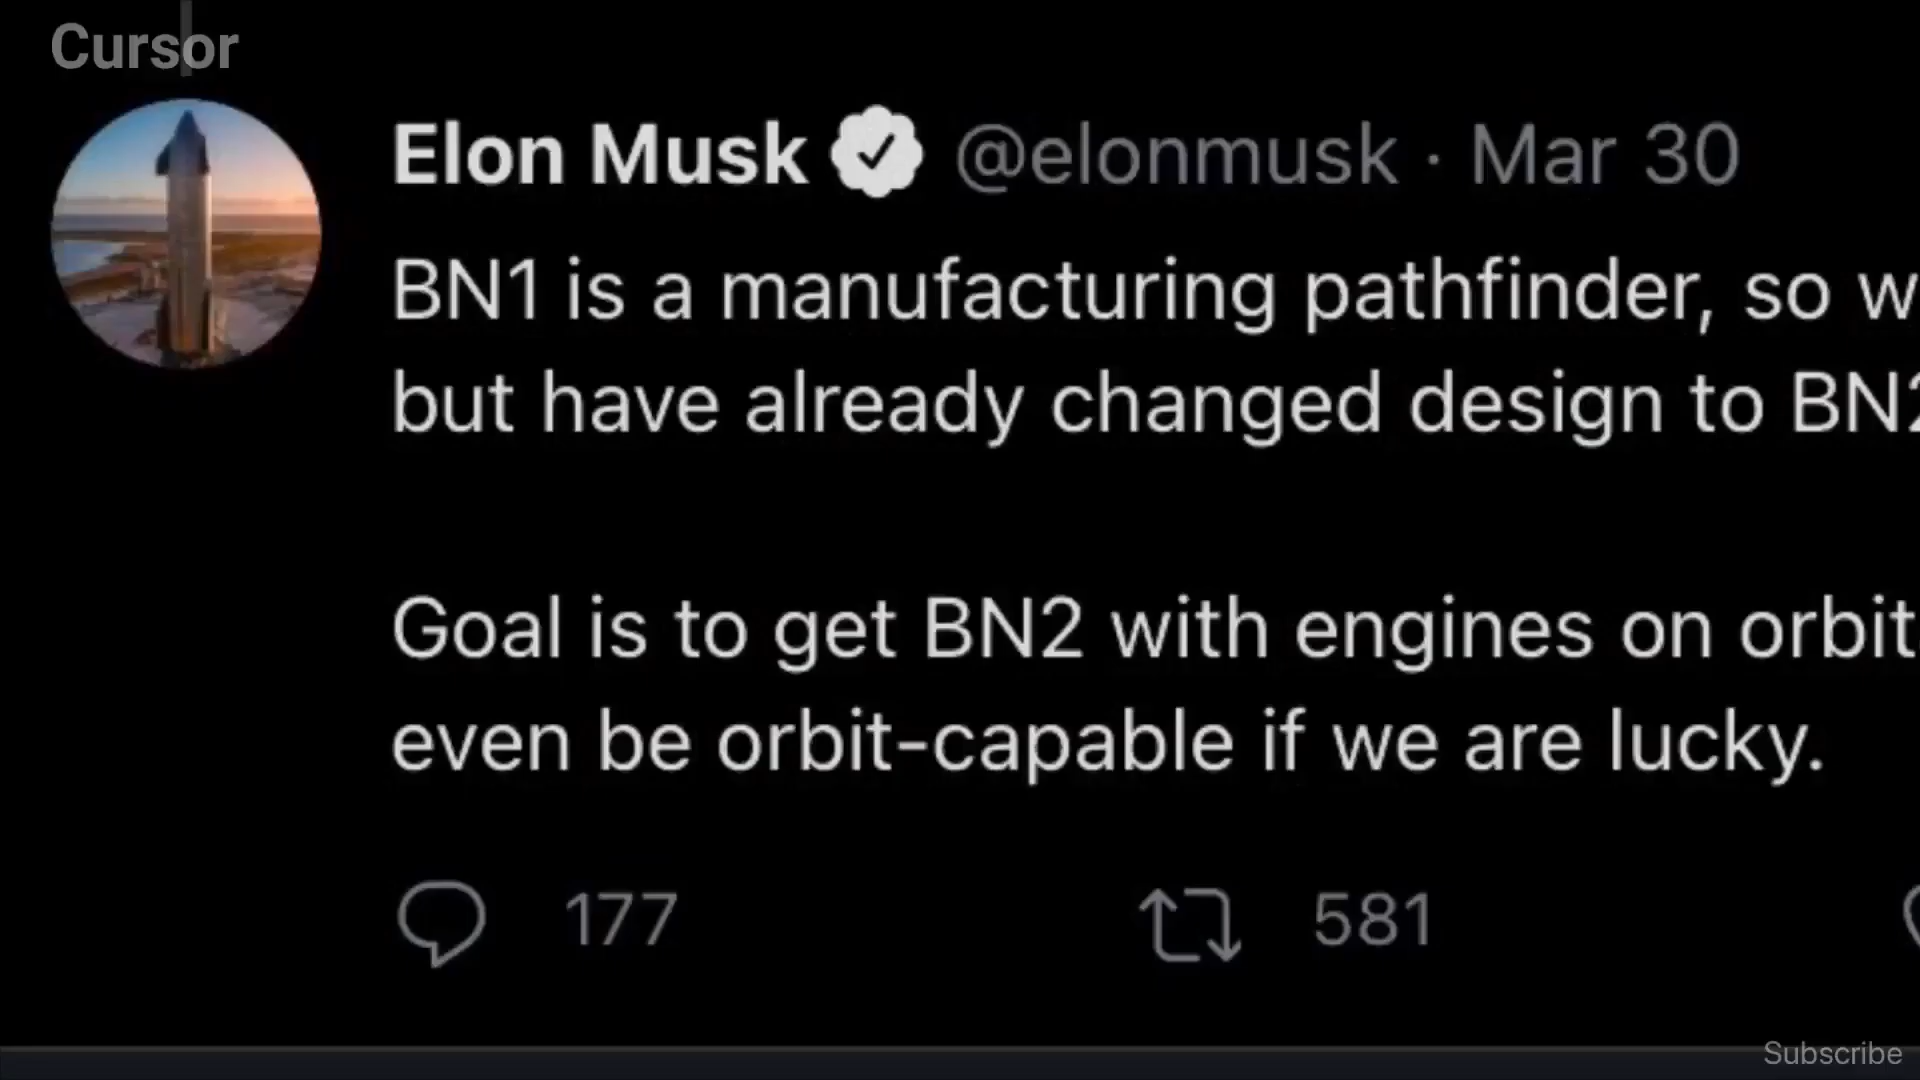 Cursor
Elon Musk @elonmusk · Mar 30
BN1 is a manufacturing pathfinder, so
but have already changed design to BN2
Goal is to get BN2 with engines on orbit
even be orbit-capable if we are lucky.
177 581
Subscribe